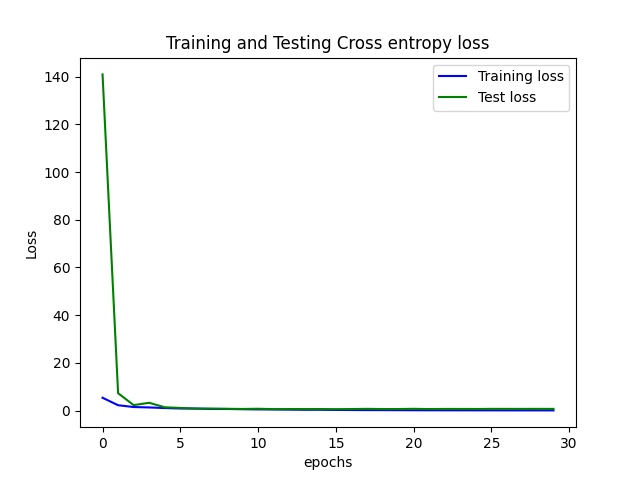 Training and Testing Cross entropy loss
Training loss
Test loss
140
120
100
80
60
40
20
0
Loss
0 5 10 15 20 25 30
epochs